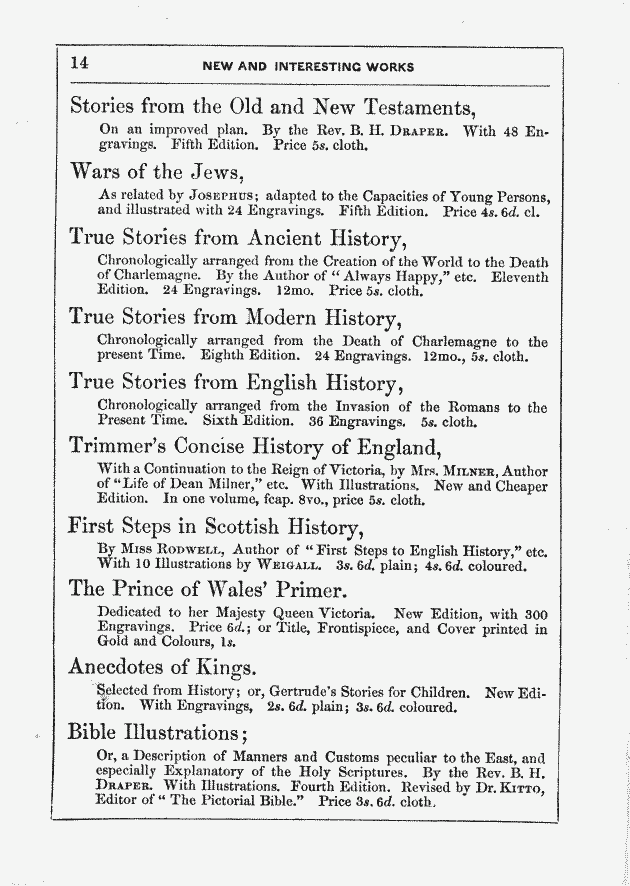 14 NEW AND INTERESTING WORKS
Stories from the Old and New Testaments,
On an improved plan. By the Rev. B. H. DRAPER. With 48 En-
gravings. Fifth Edition. Price 5s. cloth.
Wars of the Jews,
As related by JOSEPHUS; adapted to the Capacities of Young Persons,
and illustrated with 24 Engravings. Fifth Edition. Price 4s. 6d. cl.
True Stories from Ancient History,
Chronologically arranged from the Creation of the World to the Death
of Charlemagne. By the Author of “Always Happy,” etc. Eleventh
Edition. 24 Engravings. 12mo. Price 5s. cloth.
True Stories from Modern History,
Chronologically arranged from the Death of Charlemagne to the
present Time. Eighth Edition. 24 Engravings. 12mo., 5s. cloth.
True Stories from English History,
Chronologically arranged from the Invasion of the Romans to the
Present Time. Sixth Edition. 36 Engravings. 5s. cloth.
Trimmer’s Concise History of England,
With a Continuation to the Reign of Victoria, by Mrs. MILNER, Author
of “Life of Dean Milner,” etc. With Illustrations. New and Cheaper
Edition. In one volume, fcap. 8vo., price 5s. cloth.
First Steps in Scottish History,
By MISS RODWELL, Author of “First Steps to English History,” etc.
With 10 Illustrations by WEIGALL. 3s. 6d. plain; 4s. 6d. coloured.
The Prince of Wales’ Primer.
Dedicated to her Majesty Queen Victoria. New Edition, with 300
Engravings. Price 6d.; or Title, Frontispiece, and Cover printed in
Gold and Colours, 1s.
Anecdotes of Kings.
Selected from History; or, Gertrude’s Stories for Children. New Edi-
tion. With Engravings, 2s. 6d. plain; 3s. 6d. coloured.
Bible Illustrations;
Or, a Description of Manners and Customs peculiar to the East, and
especially Explanatory of the Holy Scriptures. By the Rev. B. H.
DRAPER. With Illustrations. Fourth Edition. Revised by Dr. KITTO,
Editor of “The Pictorial Bible.” Price 3s. 6d. cloth.